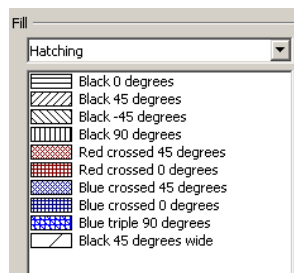 Fill
Hatching
Black 0 degrees
Black 45 degrees
Black -45 degrees
Black 90 degrees
Red crossed 45 degrees
Red crossed 0 degrees
Blue crossed 45 degrees
Blue crossed 0 degrees
Blue triple 90 degrees
Black 45 degrees wide